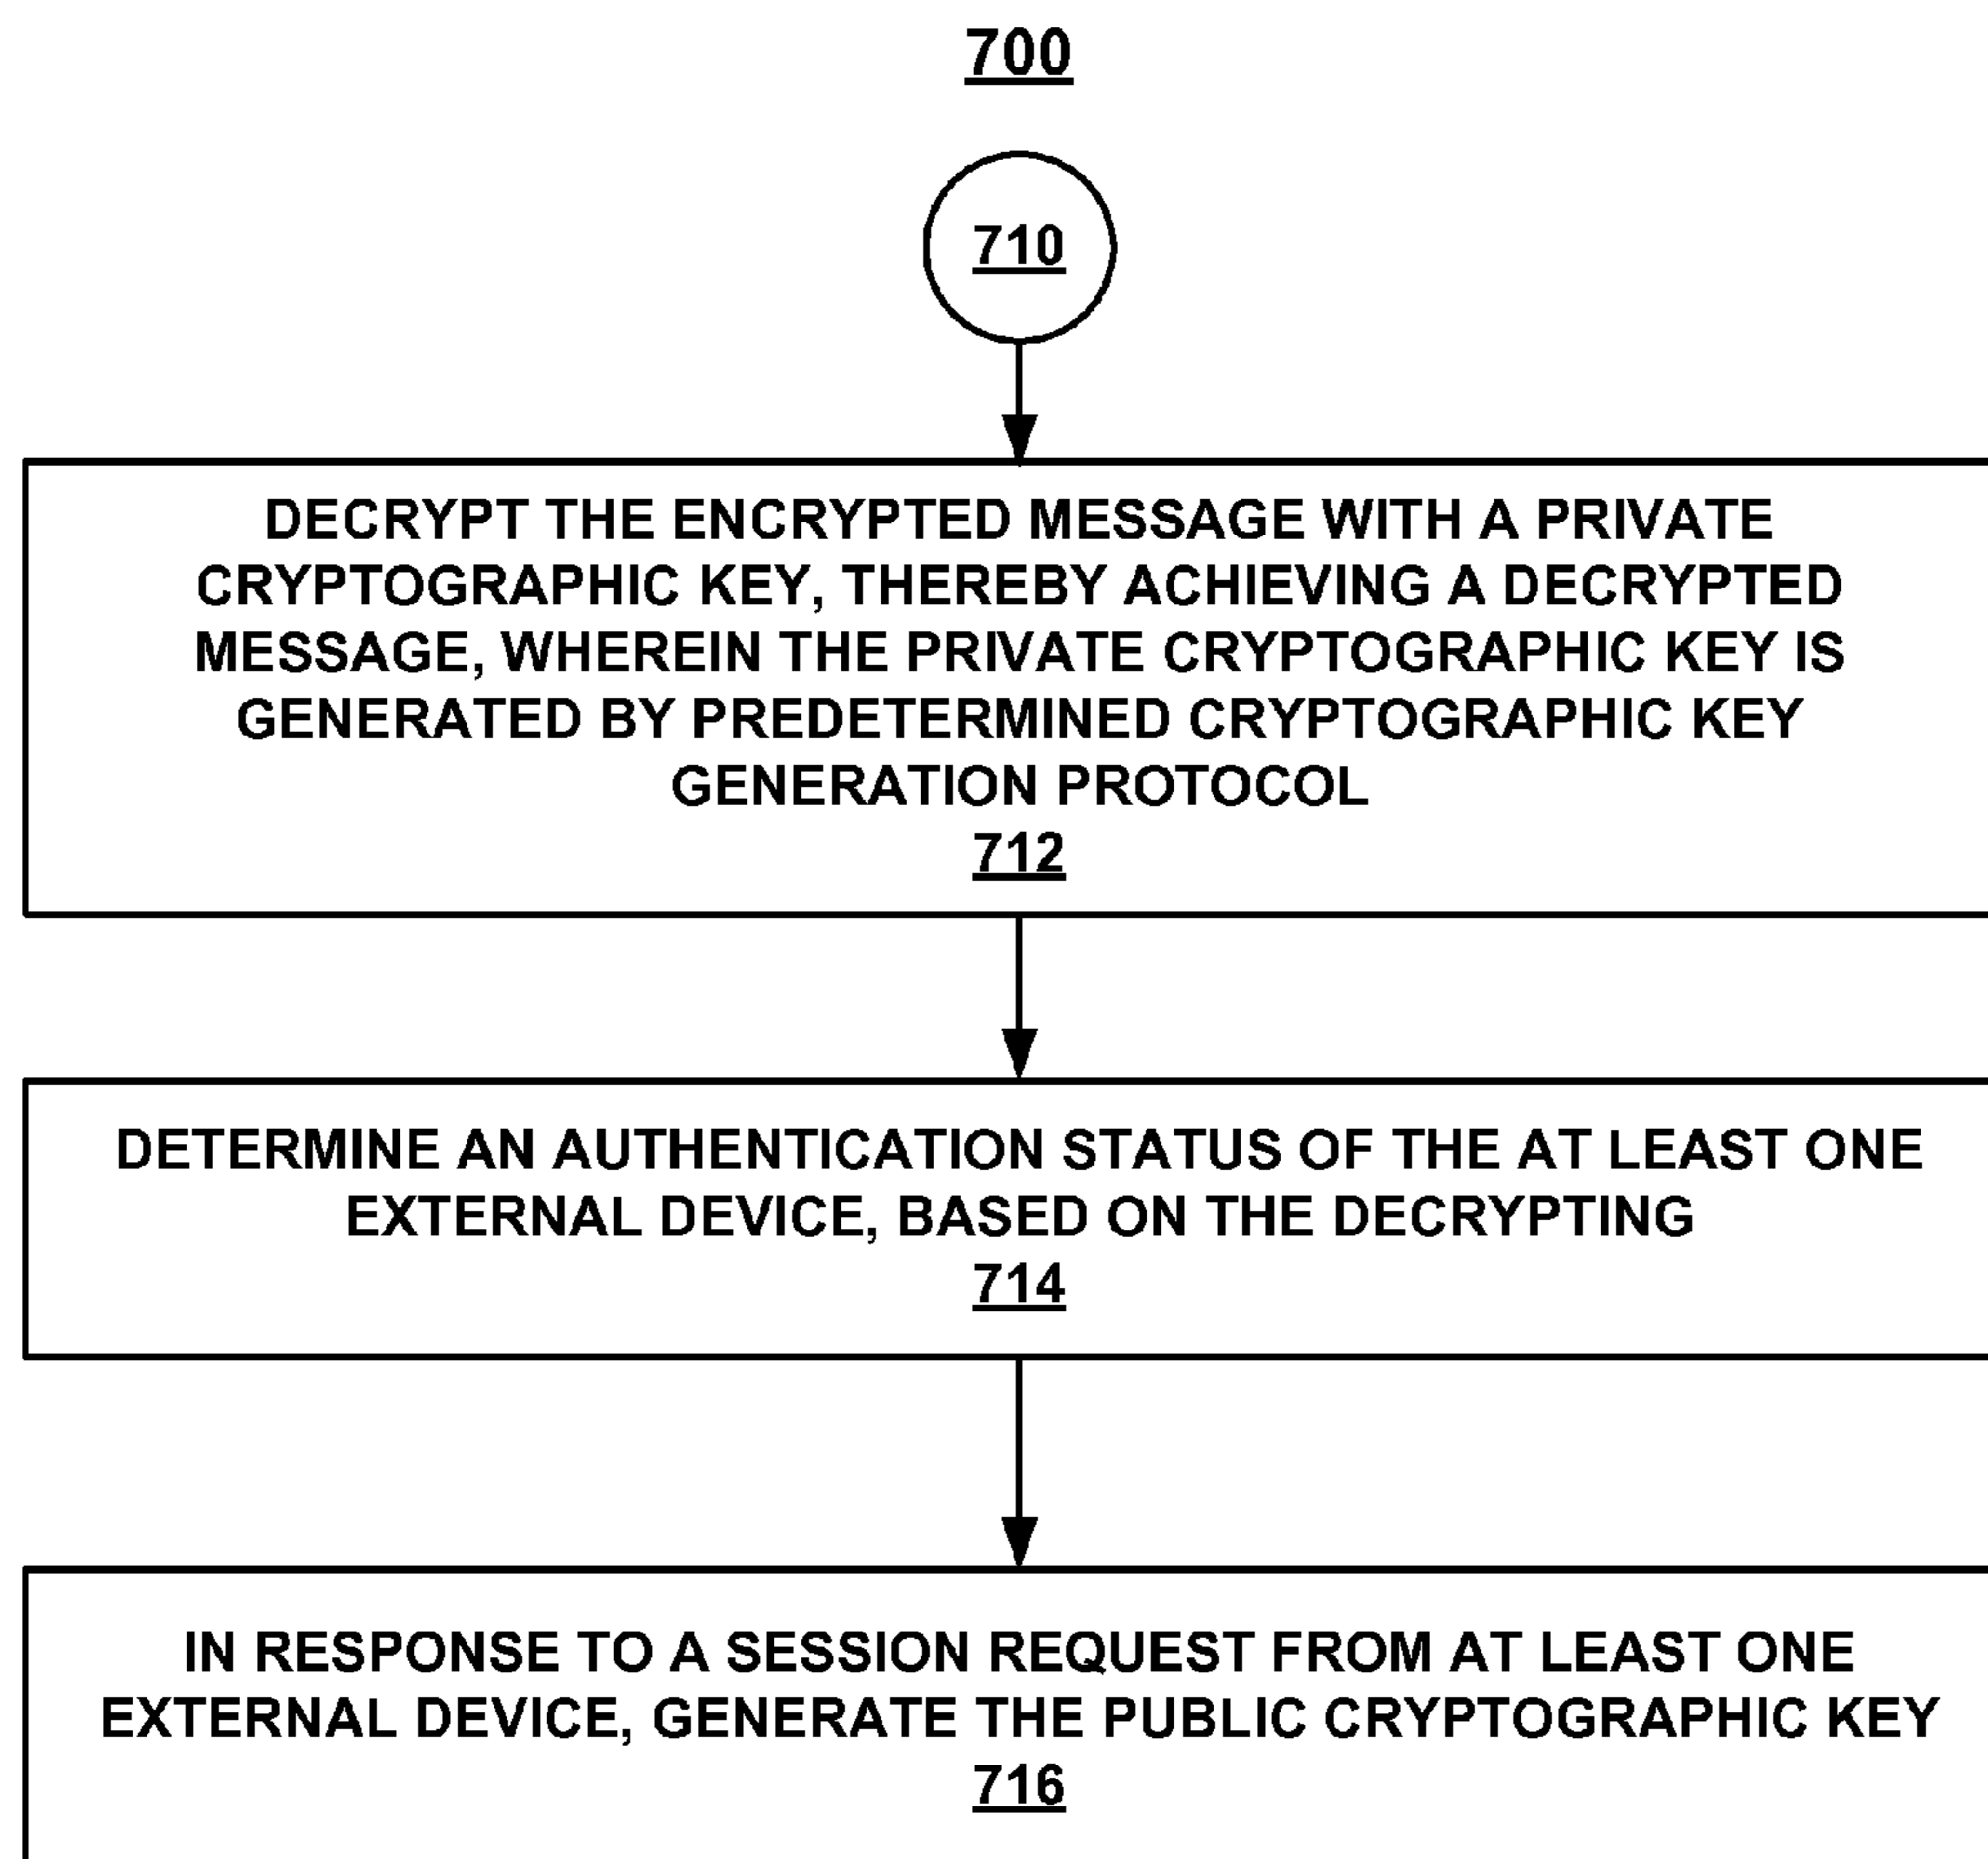 700
710
DECRYPT THE ENCRYPTED MESSAGE WITH A PRIVATE
CRYPTOGRAPHIC KEY, THEREBY ACHIEVING A DECRYPTED
MESSAGE, WHEREIN THE PRIVATE CRYPTOGRAPHIC KEY IS
GENERATED BY PREDETERMINED CRYPTOGRAPHIC KEY
GENERATION PROTOCOL
712
DETERMINE AN AUTHENTICATION STATUS OF THE AT LEAST ONE
EXTERNAL DEVICE, BASED ON THE DECRYPTING
714
IN RESPONSE TO A SESSION REQUEST FROM AT LEAST ONE
EXTERNAL DEVICE, GENERATE THE PUBLIC CRYPTOGRAPHIC KEY
716